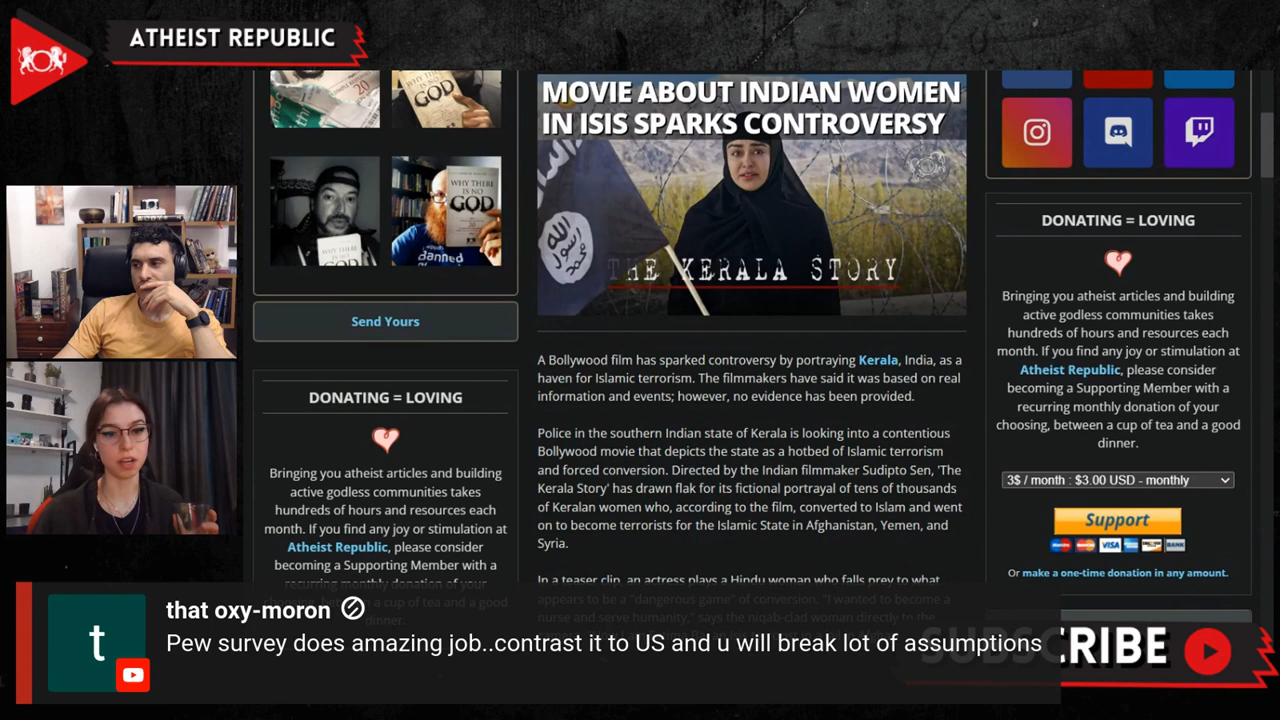 ATHEIST REPUBLIC
GOD
WHY THERE
IS NO
GOD
danned
Send Yours
DONATING = LOVING
Bringing you atheist articles and building
active godless communities takes
hundreds of hours and resources each
month. If you find any joy or stimulation at
Atheist Republic, please consider
becoming a Supporting Member with a
recurring monthly donation of your
choosing, between a cup of tea and a good
dinner.
MOVIE ABOUT INDIAN WOMEN
IN ISIS SPARKS CONTROVERSY
الله
رسول
محمد
THE KERALA STORY
A Bollywood film has sparked controversy by portraying Kerala, India, as a
haven for Islamic terrorism. The filmmakers have said it was based on real
information and events; however, no evidence has been provided.
Police in the southern Indian state of Kerala is looking into a contentious
Bollywood movie that depicts the state as a hotbed of Islamic terrorism
and forced conversion. Directed by the Indian filmmaker Sudipto Sen, 'The
Kerala Story' has drawn flak for its fictional portrayal of tens of thousands
of Keralan women who, according to the film, converted to Islam and went
on to become terrorists for the Islamic State in Afghanistan, Yemen, and
Syria.
In a teaser clip, an actress plays a Hindu woman who falls prey to what
appears to be a "dangerous game" of conversion. "I wanted to become a
nurse and serve humanity," says the niqab-clad woman directly to the
DONATING = LOVING
Bringing you atheist articles and building
active godless communities takes
hundreds of hours and resources each
month. If you find any joy or stimulation at
Atheist Republic, please consider
becoming a Supporting Member with a
recurring monthly donation of your
choosing, between a cup of tea and a good
dinner.
3$ / month : $3.00 USD - monthly
Support
VISA
BANK
Or make a one-time donation in any amount.
SUBSCRIBE
t
that oxy-moron
Pew survey does amazing job..contrast it to US and u will break lot of assumptions